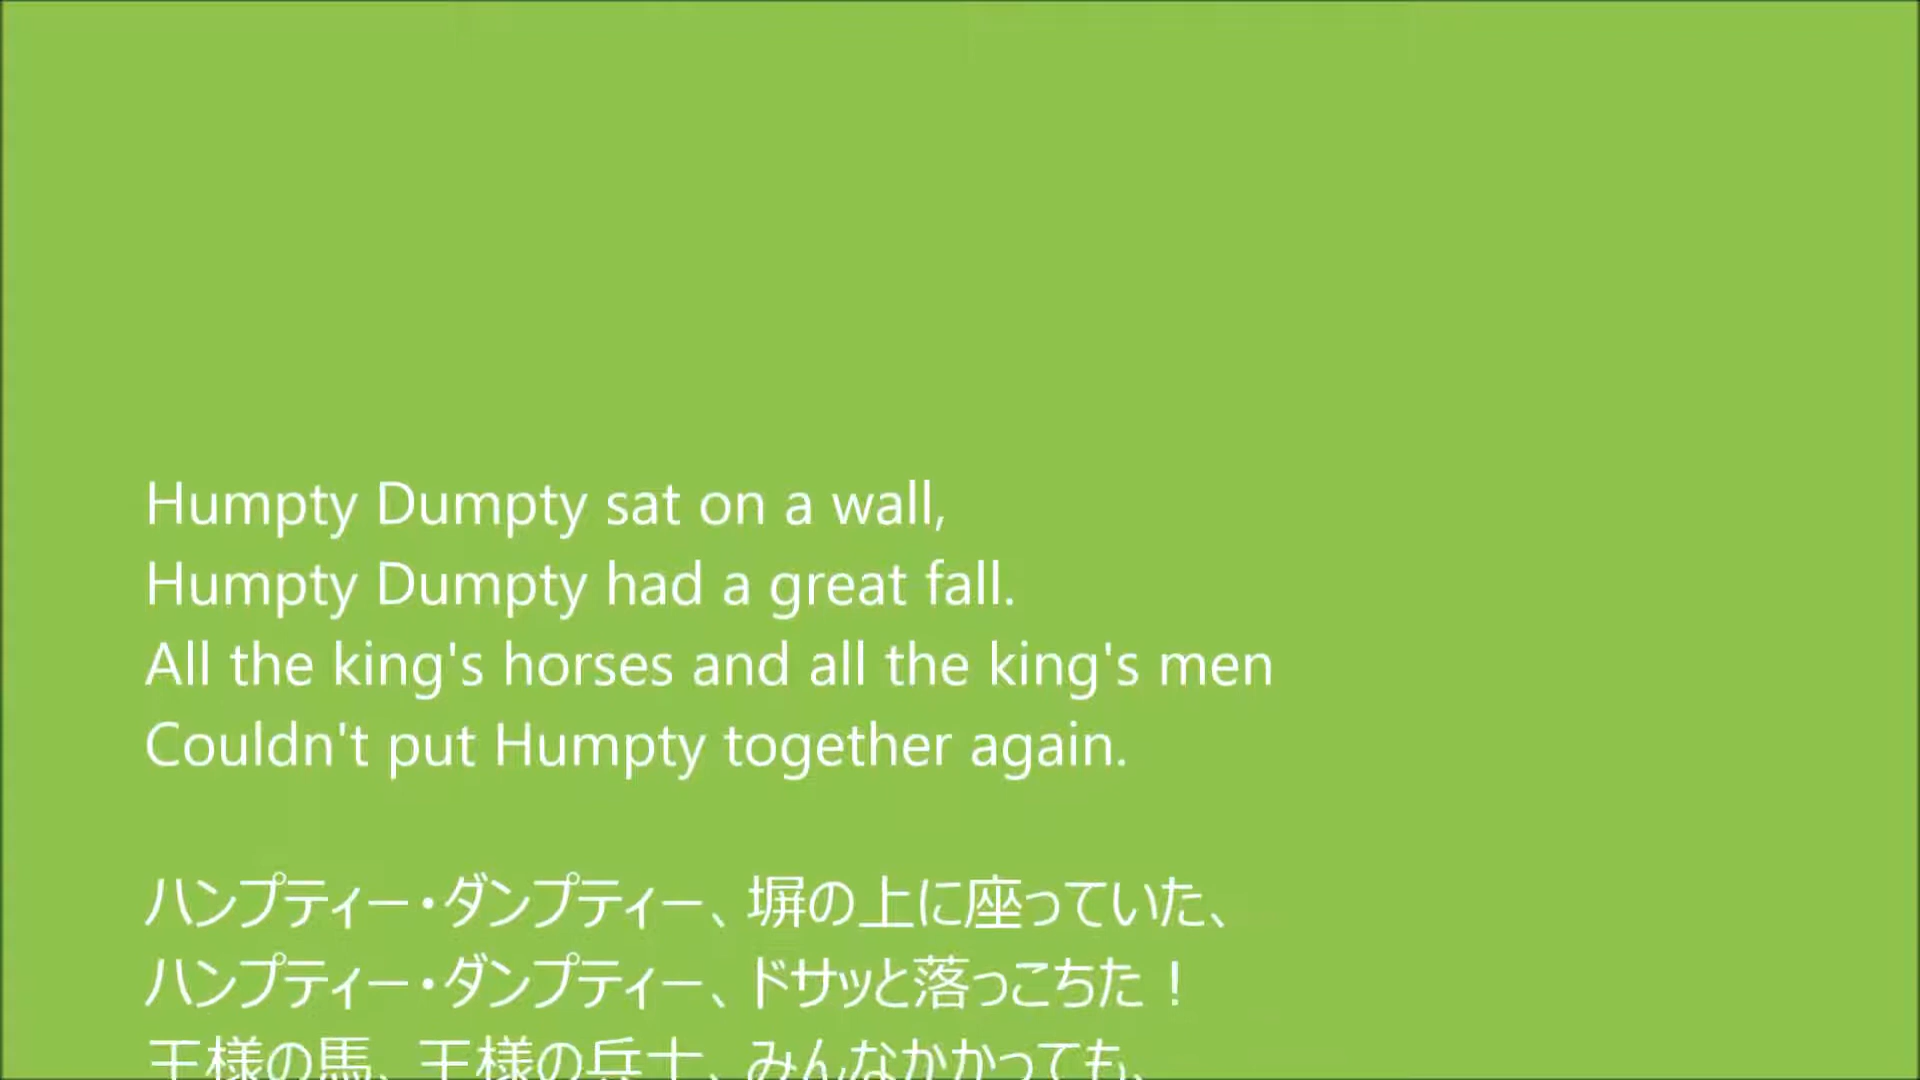 Humpty Dumpty sat on a wall,
Humpty Dumpty had a great fall.
All the king's horses and all the king's men
Couldn't put Humpty together again.
ハンプティー・ダンプティー、塀の上に座っていた、
ハンプティー・ダンプティー、ドサッと落っこちた！
王様の馬、王様の兵士、みんなかかっても、